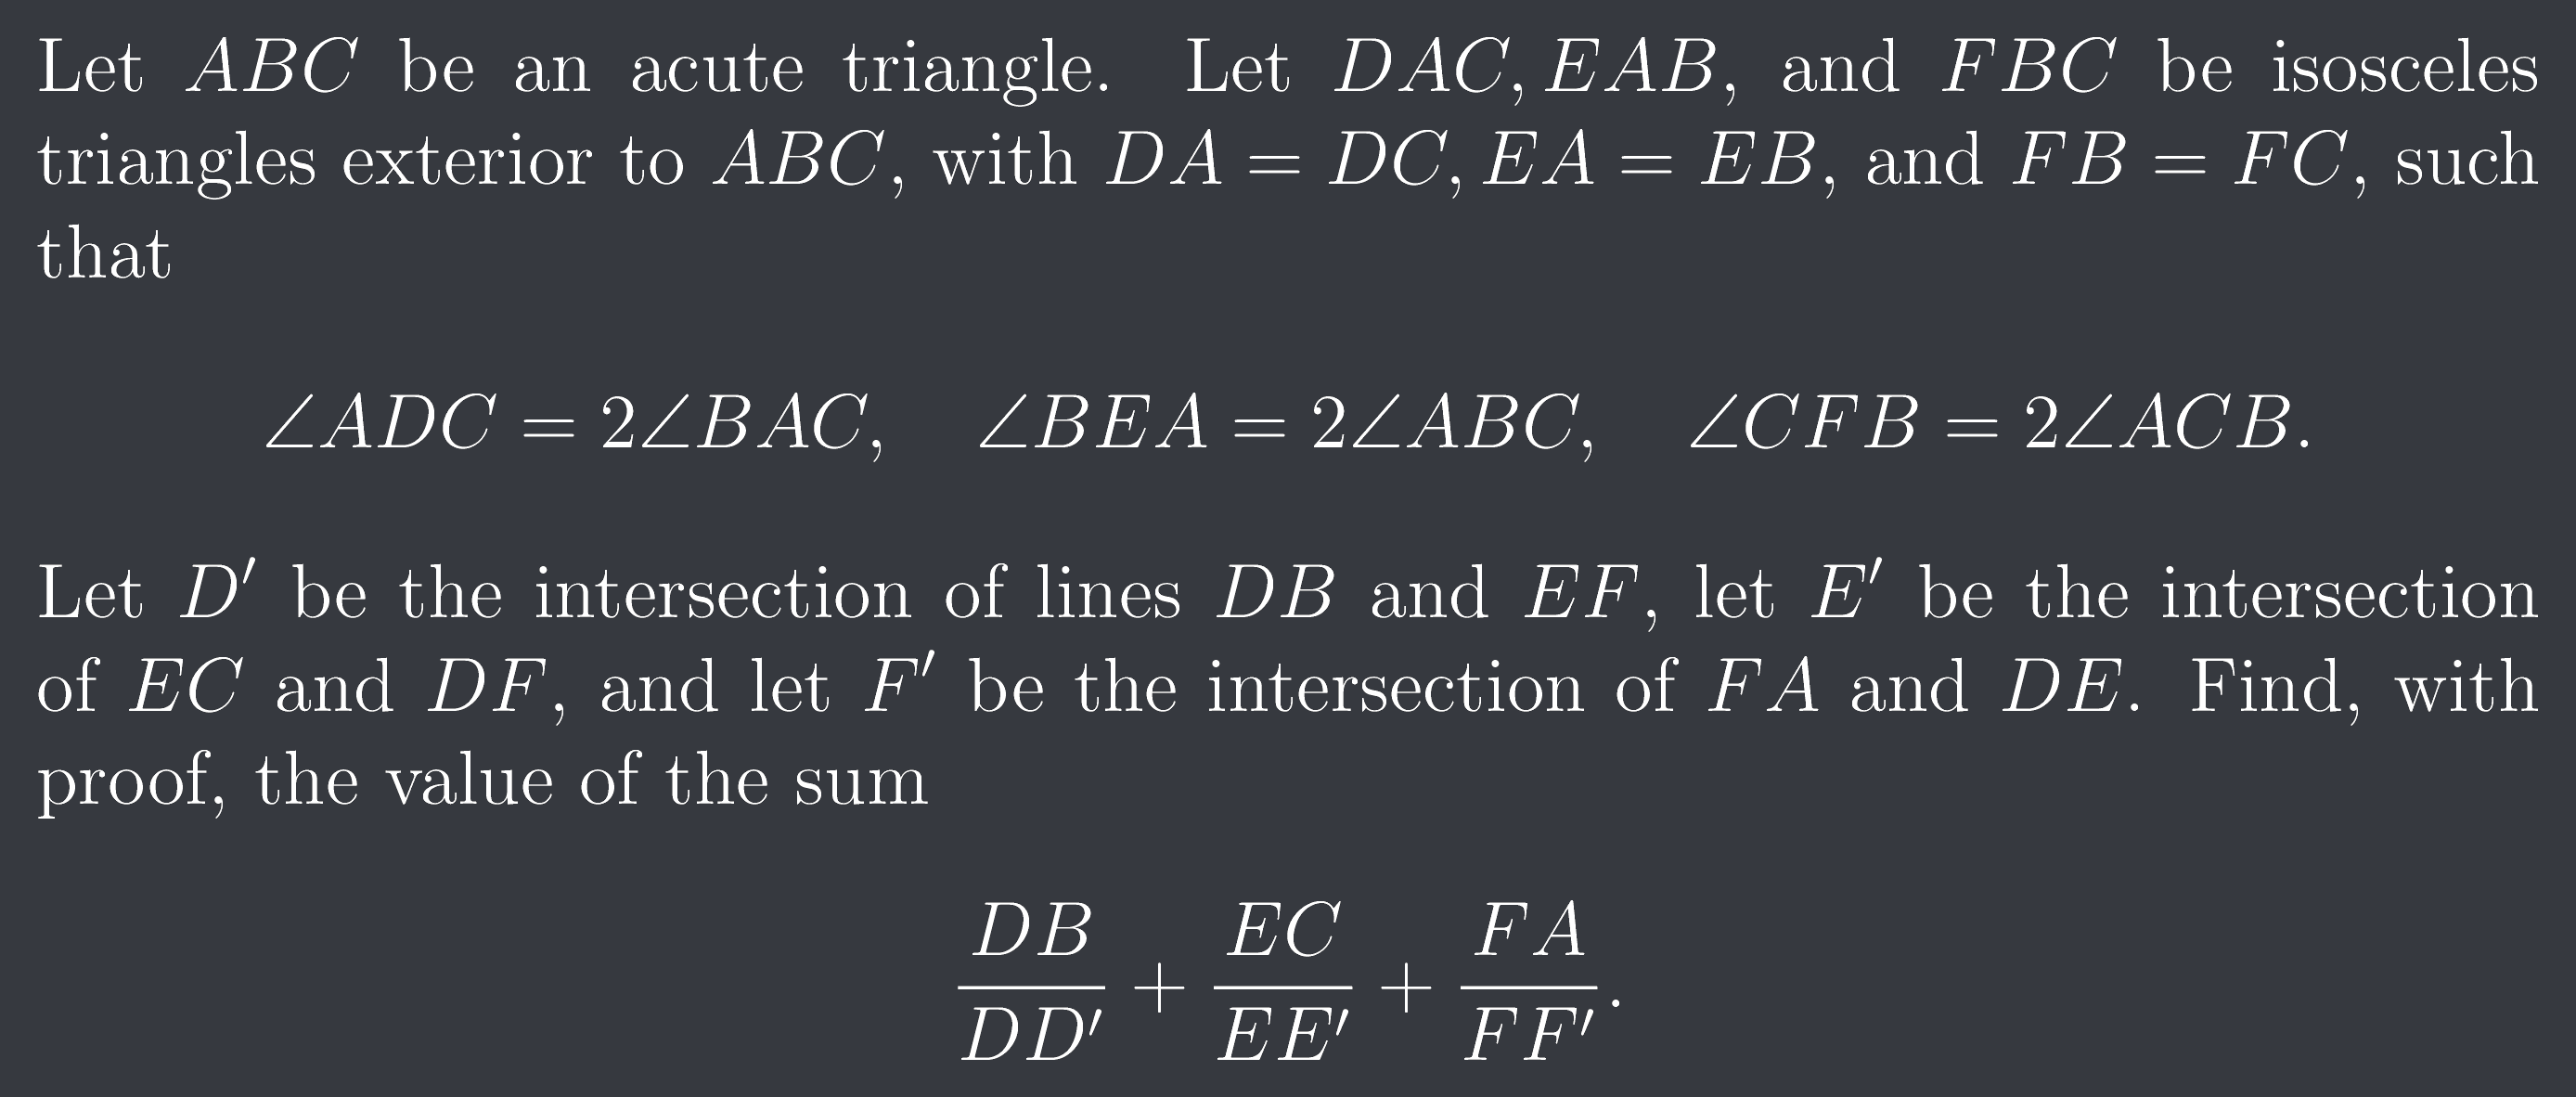 Let ABC be an acute triangle. Let DAC, EAB, and FBC be isosceles
triangles exterior to ABC, with DA = DC, EA = EB, and FB = FC, such
that
∠ADC = 2∠BAC, ∠BEA = 2∠ABC, ∠CFB = 2∠ACB.
Let D′ be the intersection of lines DB and EF, let E′ be the intersection
of EC and DF, and let F′ be the intersection of FA and DE. Find, with
proof, the value of the sum
DB/DD′ + EC/EE′ + FA/FF′.